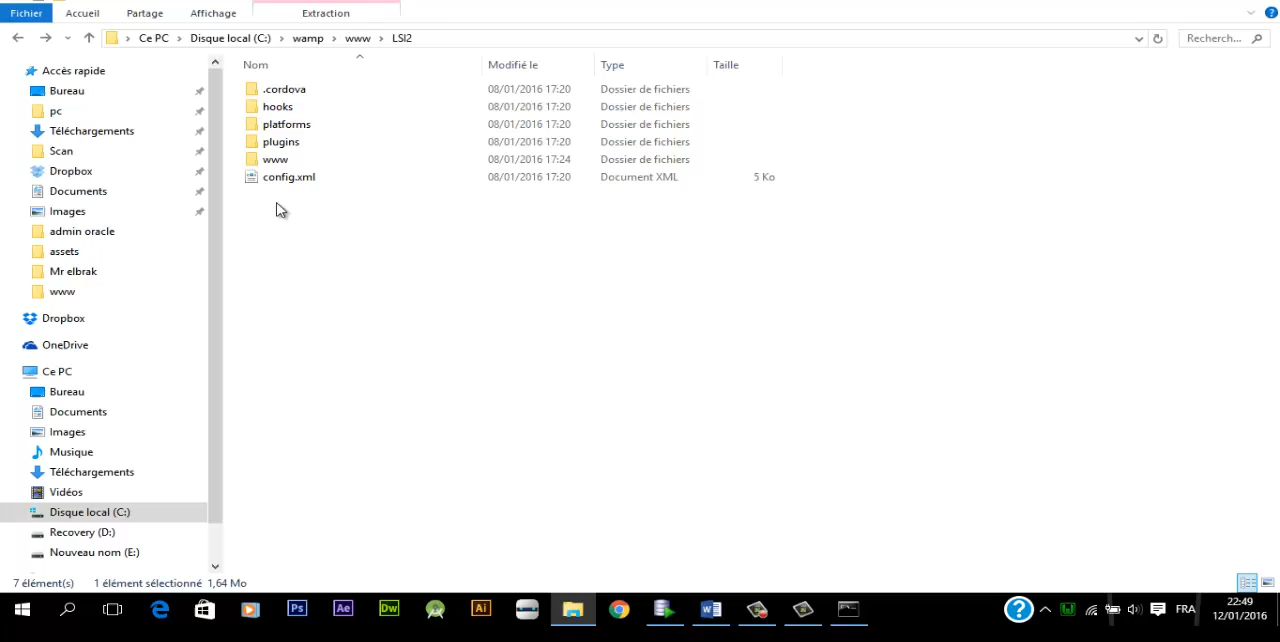 Fichier Accueil Partage Affichage Extraction
Ce PC Disque local (C:) wamp www LSI2 Recherch...
Nom Modifié le Type Taille
.cordova 08/01/2016 17:20 Dossier de fichiers
hooks 08/01/2016 17:20 Dossier de fichiers
platforms 08/01/2016 17:20 Dossier de fichiers
plugins 08/01/2016 17:20 Dossier de fichiers
www 08/01/2016 17:24 Dossier de fichiers
config.xml 08/01/2016 17:20 Document XML 5 Ko
Accès rapide
Bureau
pc
Téléchargements
Scan
Dropbox
Documents
Images
admin oracle
assets
Mr elbrak
www
Dropbox
OneDrive
Ce PC
Bureau
Documents
Images
Musique
Téléchargements
Vidéos
Disque local (C:)
Recovery (D:)
Nouveau nom (E:)
7 élément(s) 1 élément sélectionné 1,64 Mo
Ps Ae Dw Ai FRA 22:49
12/01/2016